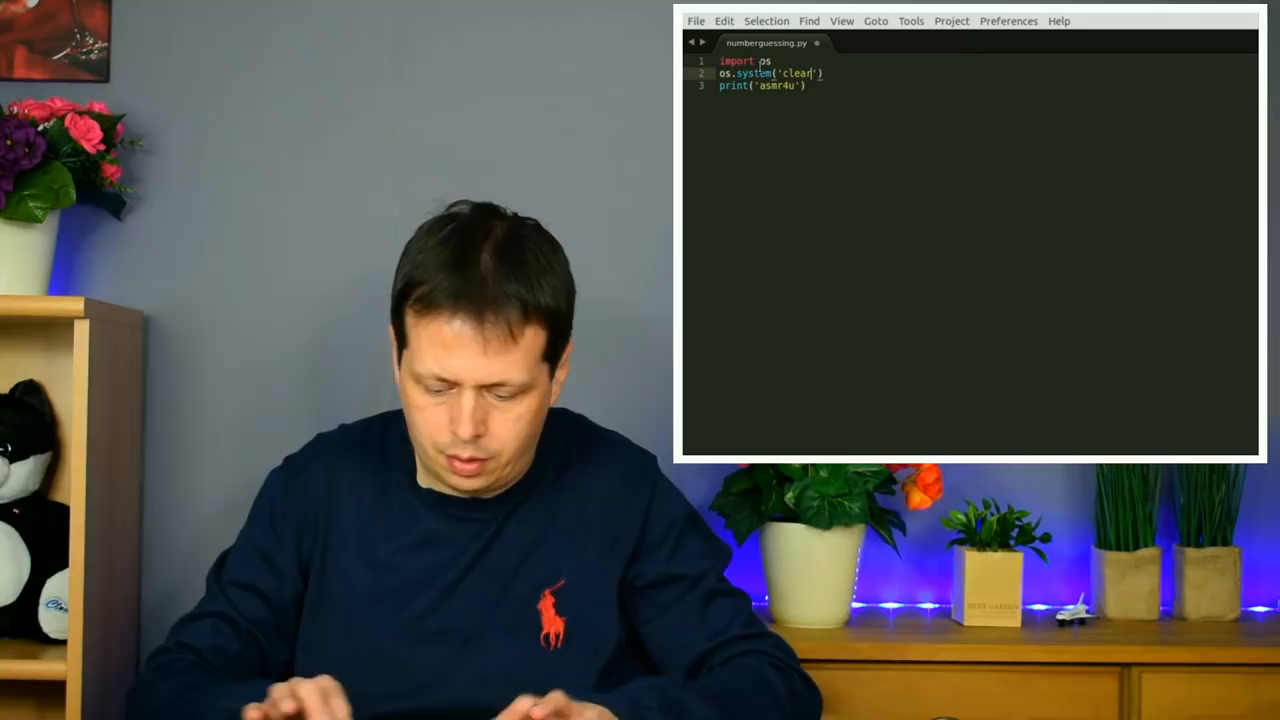 File Edit Selection Find View Goto Tools Project Preferences Help
numberguessing.py
1 import os
2 os.system('clear')
3 print('asmr4u')
HERB GARDEN